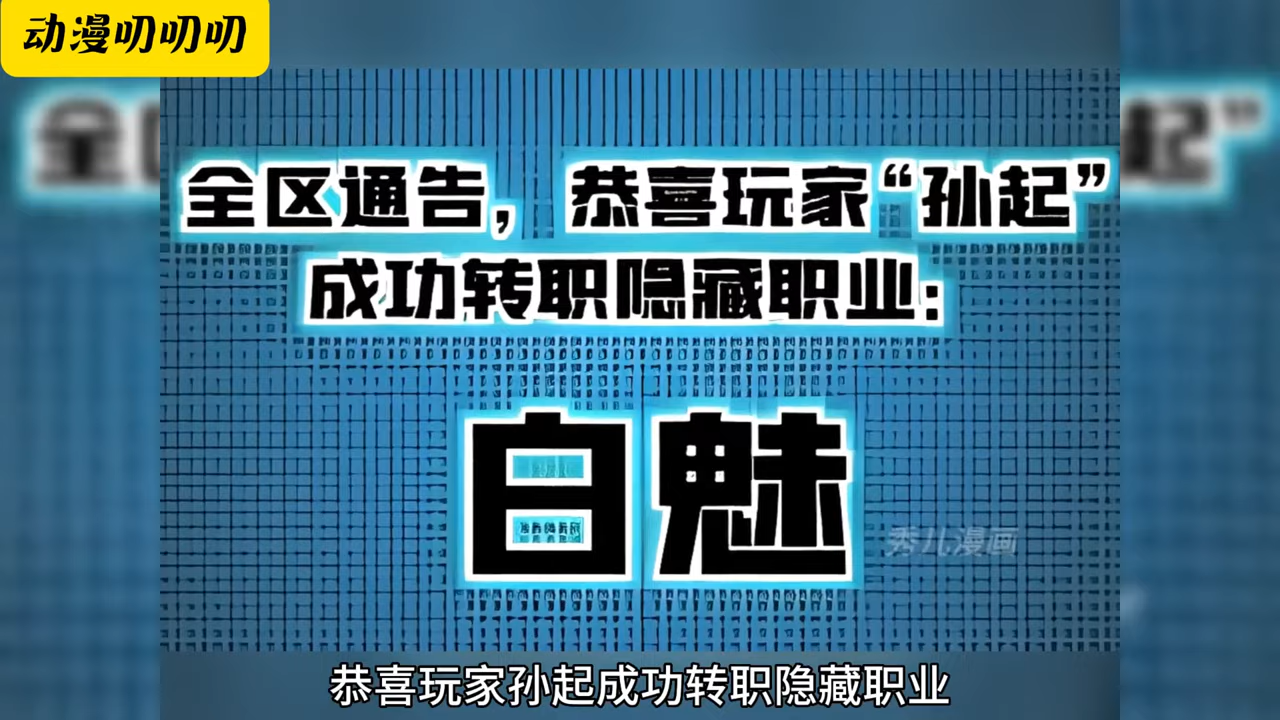 动漫叨叨叨
全区通告，恭喜玩家“孙起”
成功转职隐藏职业：
白魅
秀儿漫画
恭喜玩家孙起成功转职隐藏职业